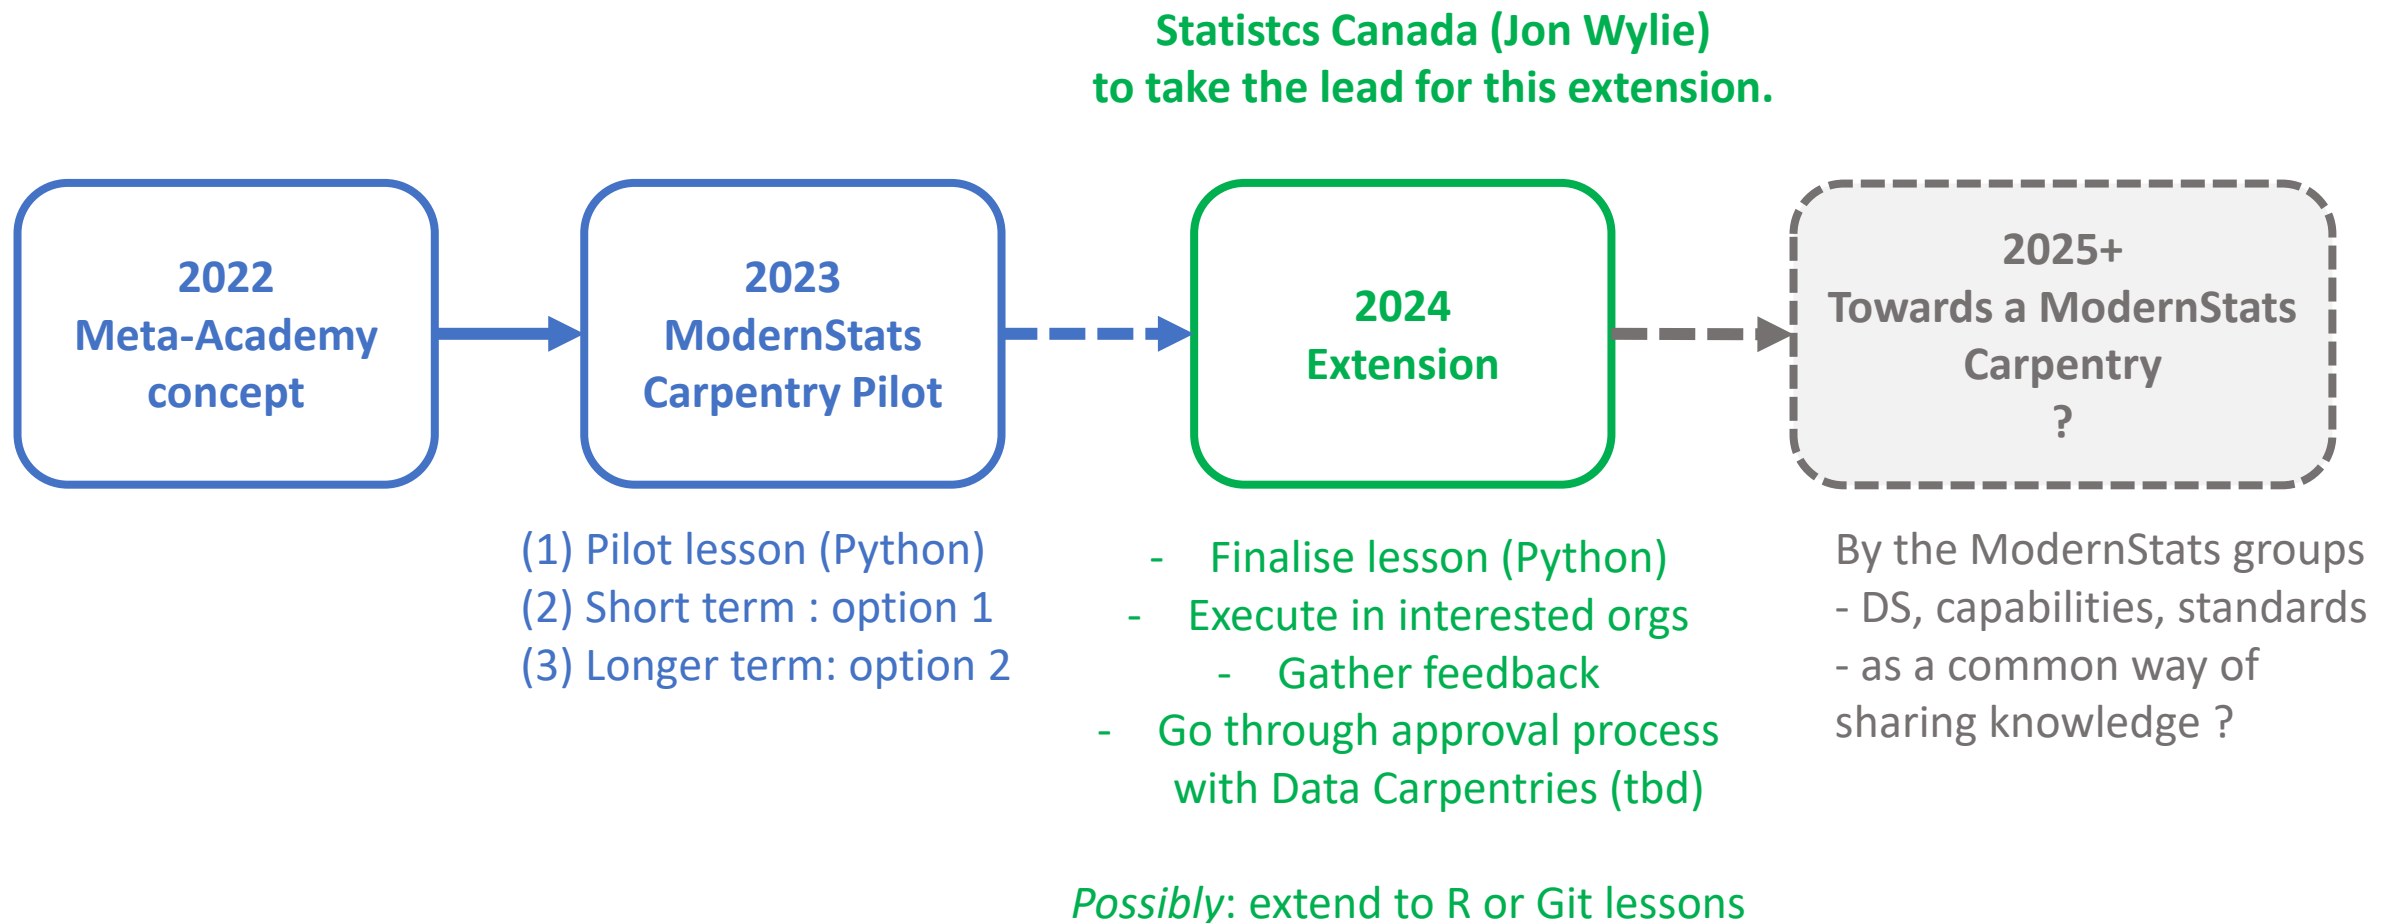 Statistcs Canada (Jon Wylie)
to take the lead for this extension.
2022
Meta-Academy
concept
2023
ModernStats
Carpentry Pilot
2024
Extension
2025+
Towards a ModernStats
Carpentry
?
(1) Pilot lesson (Python)
(2) Short term : option 1
(3) Longer term: option 2
- Finalise lesson (Python)
- Execute in interested orgs
- Gather feedback
- Go through approval process
with Data Carpentries (tbd)
Possibly: extend to R or Git lessons
By the ModernStats groups
- DS, capabilities, standards
- as a common way of
sharing knowledge ?